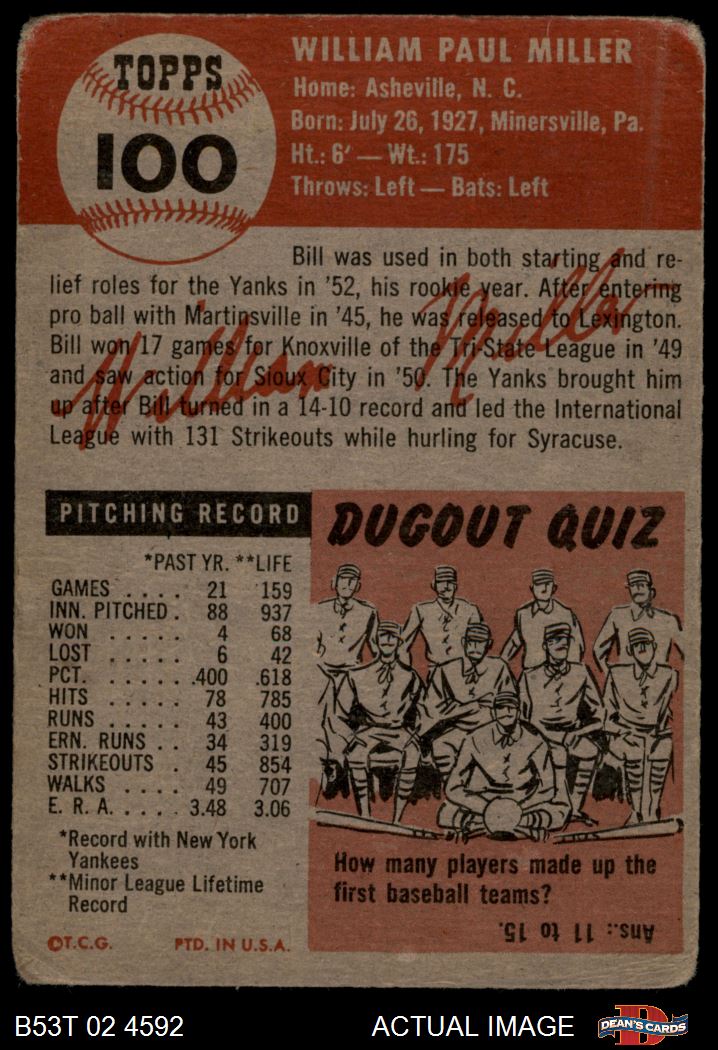 TOPPS
100
WILLIAM PAUL MILLER
Home: Asheville, N. C.
Born: July 26, 1927, Minersville, Pa.
Ht.: 6' — Wt.: 175
Throws: Left — Bats: Left
Bill was used in both starting and re-
lief roles for the Yanks in '52, his rookie year. After entering
pro ball with Martinsville in '45, he was released to Lexington.
Bill won 17 games for Knoxville of the Tri-State League in '49
and saw action for Sioux City in '50. The Yanks brought him
up after Bill turned in a 14-10 record and led the International
League with 131 Strikeouts while hurling for Syracuse.
William Miller
PITCHING RECORD
*PAST YR. **LIFE
GAMES . . . . 21 159
INN. PITCHED . 88 937
WON . . . . . 4 68
LOST . . . . . 6 42
PCT. . . . . . .400 .618
HITS . . . . . 78 785
RUNS . . . . . 43 400
ERN. RUNS . . 34 319
STRIKEOUTS . 45 854
WALKS . . . . 49 707
E. R. A. . . . . 3.48 3.06
*Record with New York
Yankees
**Minor League Lifetime
Record
©T.C.G. PTD. IN U.S.A.
DUGOUT QUIZ
How many players made up the
first baseball teams?
Ans.: 11 to 15.
B53T 02 4592 ACTUAL IMAGE
D
DEAN'S CARDS